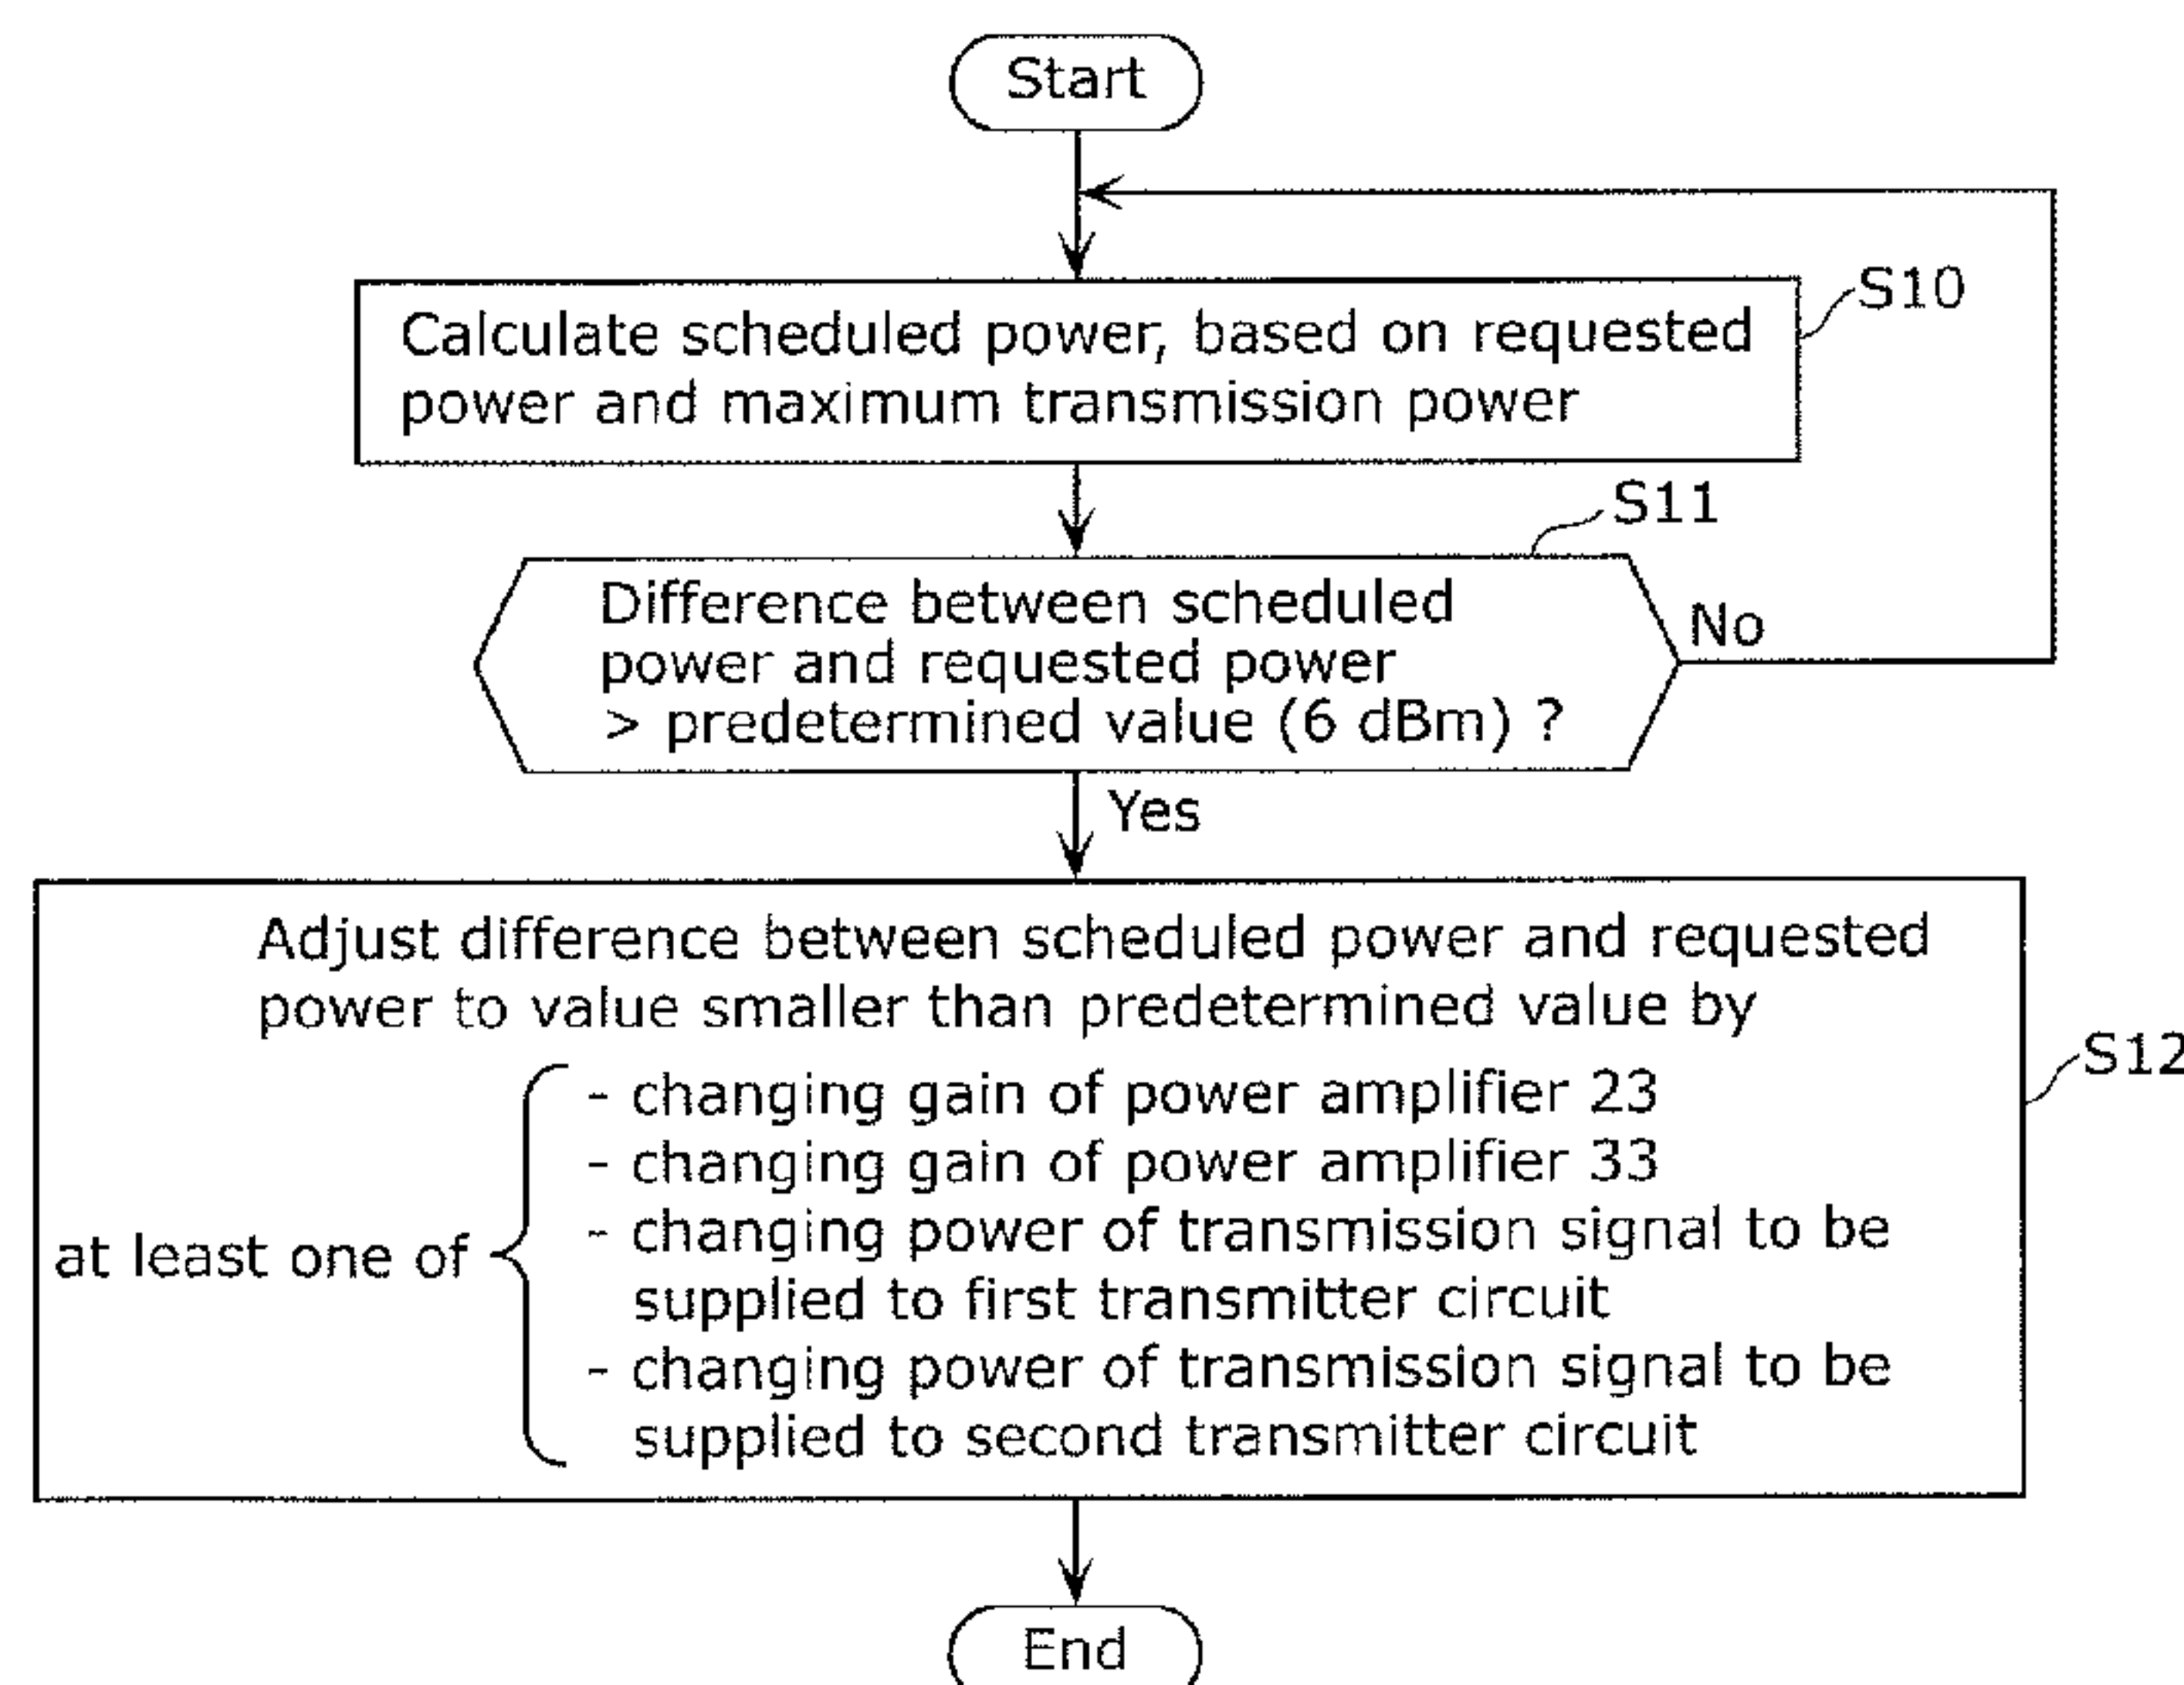 Start
S10
Calculate scheduled power, based on requested
power and maximum transmission power
S11
Difference between scheduled
power and requested power
> predetermined value (6 dBm) ?
No
Yes
Adjust difference between scheduled power and requested
power to value smaller than predetermined value by
S12
at least one of
- changing gain of power amplifier 23
- changing gain of power amplifier 33
- changing power of transmission signal to be
supplied to first transmitter circuit
- changing power of transmission signal to be
supplied to second transmitter circuit
End